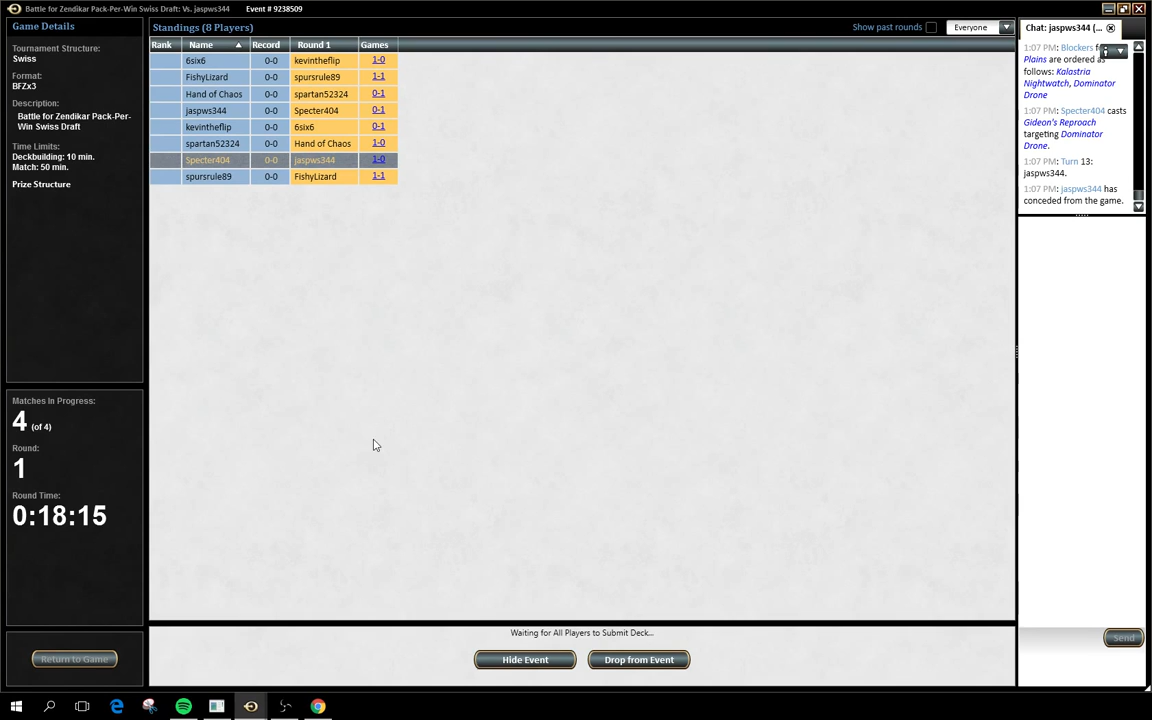 Battle for Zendikar Pack-Per-Win Swiss Draft: Vs. jaspws344 Event # 9238509
Game Details
Tournament Structure:
Swiss
Format:
BFZx3
Description:
Battle for Zendikar Pack-Per-
Win Swiss Draft
Time Limits:
Deckbuilding: 10 min.
Match: 50 min.
Prize Structure
Matches In Progress:
4 (of 4)
Round:
1
Round Time:
0:18:15
Return to Game
Standings (8 Players)
Show past rounds
Everyone
Rank Name Record Round 1 Games
6six6 0-0 kevintheflip 1-0
FishyLizard 0-0 spursrule89 1-1
Hand of Chaos 0-0 spartan52324 0-1
jaspws344 0-0 Specter404 0-1
kevintheflip 0-0 6six6 0-1
spartan52324 0-0 Hand of Chaos 1-0
Specter404 0-0 jaspws344 1-0
spursrule89 0-0 FishyLizard 1-1
Waiting for All Players to Submit Deck...
Hide Event
Drop from Event
Chat: jaspws344 (...
1:07 PM: Blockers
Plains are ordered as
follows: Kalastria
Nightwatch, Dominator
Drone
1:07 PM: Specter404 casts
Gideon's Reproach
targeting Dominator
Drone.
1:07 PM: Turn 13:
jaspws344.
1:07 PM: jaspws344 has
conceded from the game.
Send